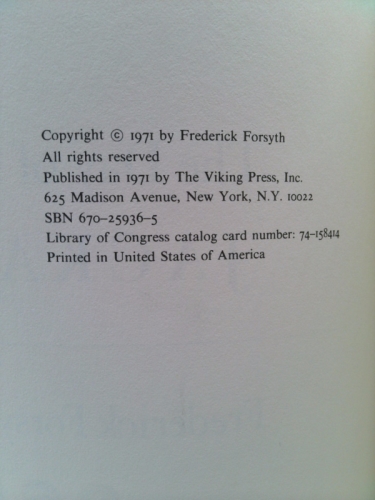 Copyright © 1971 by Frederick Forsyth
All rights reserved
Published in 1971 by The Viking Press, Inc.
625 Madison Avenue, New York, N.Y. 10022
SBN 670–25936–5
Library of Congress catalog card number: 74–158414
Printed in United States of America